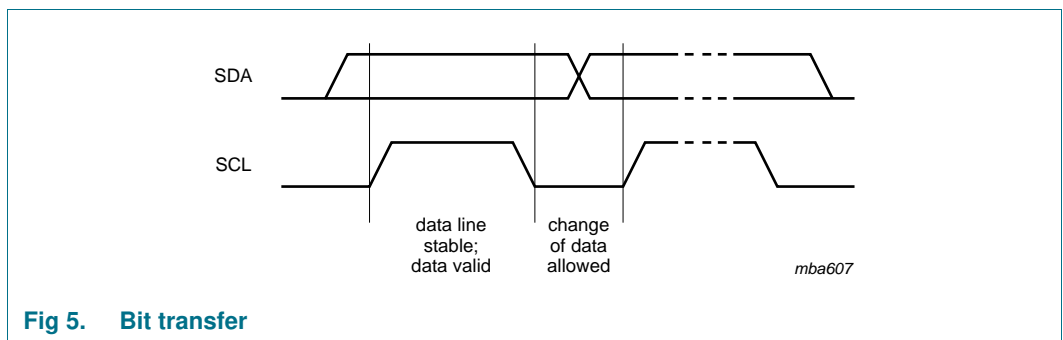 SDA
SCL
data line
stable;
data valid
change
of data
allowed
mba607
Fig 5. Bit transfer